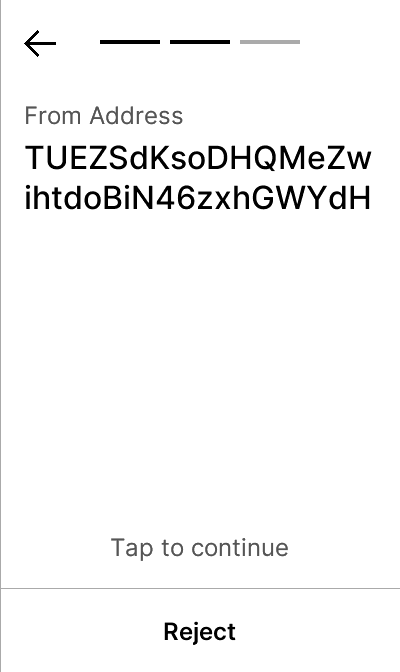 From Address
TUEZSdKsoDHQMeZw
ihtdoBiN46zxhGWYdH
Tap to continue
Reject